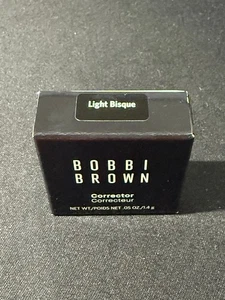 Light Bisque
BOBBI
BROWN
Corrector
Correcteur
NET WT./POIDS NET .05 OZ./1.4 g